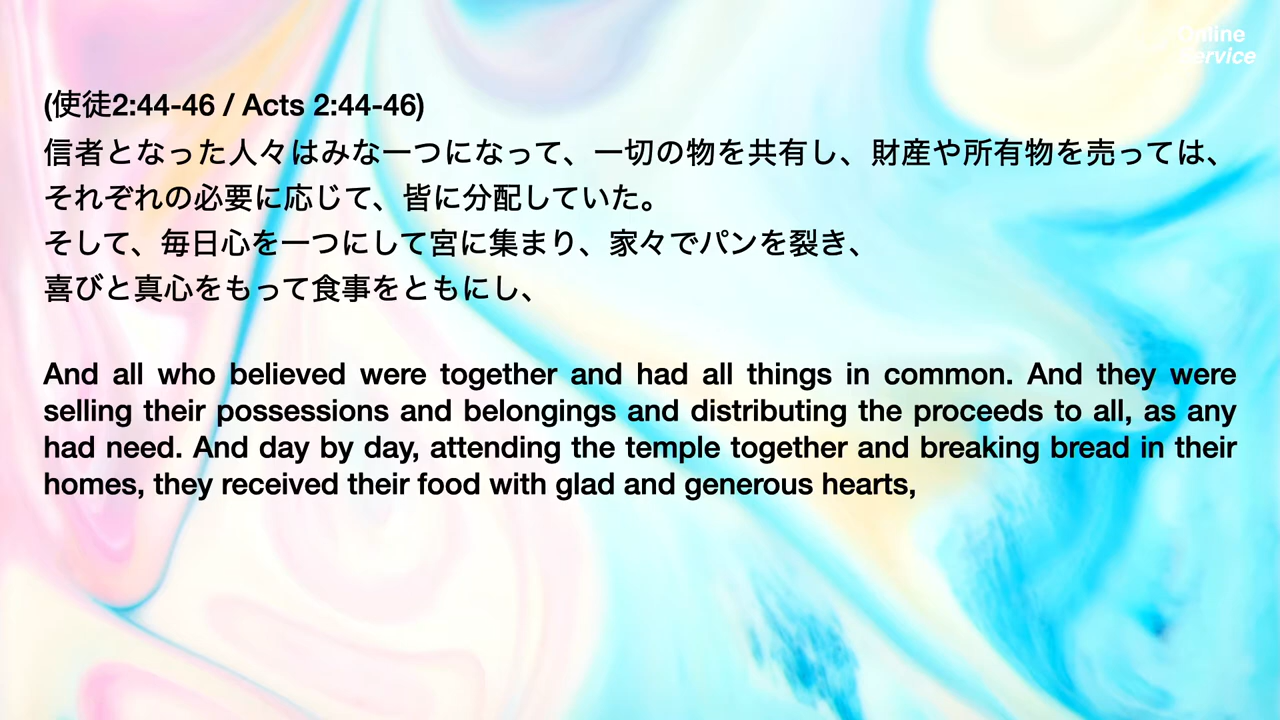 Online
Service
(使徒2:44-46 / Acts 2:44-46)
信者となった人々はみな一つになって、一切の物を共有し、財産や所有物を売っては、
それぞれの必要に応じて、皆に分配していた。
そして、毎日心を一つにして宮に集まり、家々でパンを裂き、
喜びと真心をもって食事をともにし、
And all who believed were together and had all things in common. And they were
selling their possessions and belongings and distributing the proceeds to all, as any
had need. And day by day, attending the temple together and breaking bread in their
homes, they received their food with glad and generous hearts,